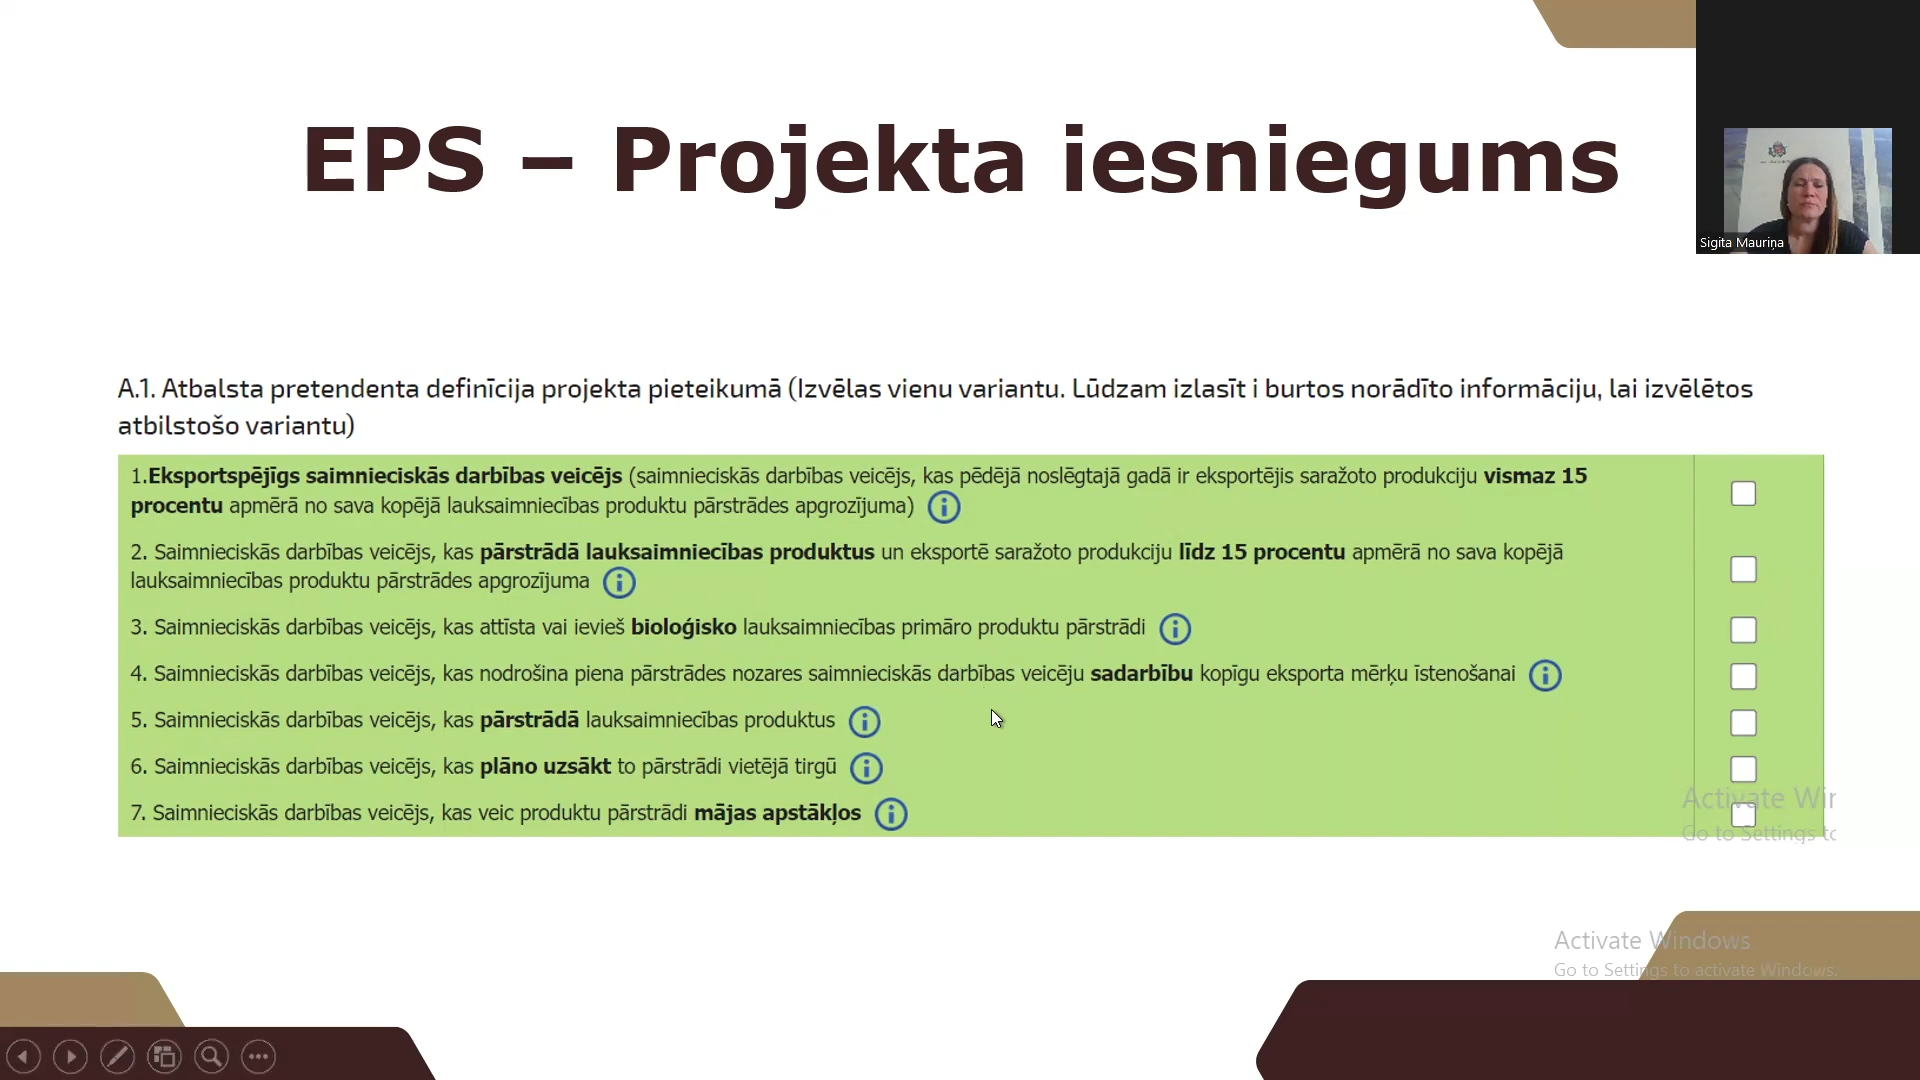 EPS – Projekta iesniegums
Sigita Mauriņa
A.1. Atbalsta pretendenta definīcija projekta pieteikumā (Izvēlas vienu variantu. Lūdzam izlasīt i burtos norādīto informāciju, lai izvēlētos
atbilstošo variantu)
1.Eksportspējīgs saimnieciskās darbības veicējs (saimnieciskās darbības veicējs, kas pēdējā noslēgtajā gadā ir eksportējis saražoto produkciju vismaz 15
procentu apmērā no sava kopējā lauksaimniecības produktu pārstrādes apgrozījuma)
2. Saimnieciskās darbības veicējs, kas pārstrādā lauksaimniecības produktus un eksportē saražoto produkciju līdz 15 procentu apmērā no sava kopējā
lauksaimniecības produktu pārstrādes apgrozījuma
3. Saimnieciskās darbības veicējs, kas attīsta vai ievieš bioloģisko lauksaimniecības primāro produktu pārstrādi
4. Saimnieciskās darbības veicējs, kas nodrošina piena pārstrādes nozares saimnieciskās darbības veicēju sadarbību kopīgu eksporta mērķu īstenošanai
5. Saimnieciskās darbības veicējs, kas pārstrādā lauksaimniecības produktus
6. Saimnieciskās darbības veicējs, kas plāno uzsākt to pārstrādi vietējā tirgū
7. Saimnieciskās darbības veicējs, kas veic produktu pārstrādi mājas apstākļos
Activate Wir
Go to Settings to
Activate Windows
Go to Settings to activate Windows.